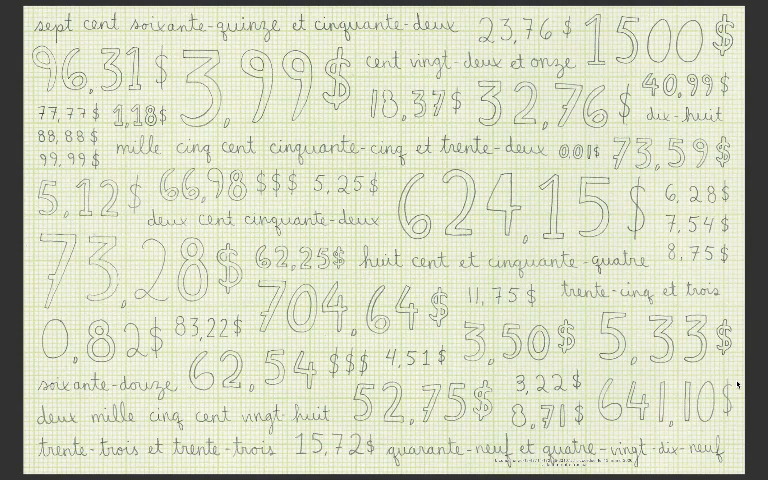 sept cent soixante-quinze et cinquante-deux 23,76 $ 1500 $
96,31 $ 3,99 $ cent vingt-deux et onze 40,99 $
77,77 $ 1,18 $ 18,37 $ 32,76 $ dix-huit
88,88 $
99,99 $ mille cinq cent cinquante-cinq et trente-deux 0.01 $ 73,59 $
5,12 $ 66,98 $$$ 5,25 $ 624,15 $ 6,28 $
deux cent cinquante-deux 7,54 $
73,28 $ 62,25 $ huit cent et cinquante-quatre 8,75 $
704,64 $ 11,75 $ trente-cinq et trois
0,82 $ 83,22 $ 3,50 $ 5,33 $
62,54 $$$ 4,51 $
soixante-douze 52,75 $ 3,22 $ 641,10 $
deux mille cinq cent vingt huit 8,71 $
trente-trois et trente-trois 15,72 $ quarante-neuf et quatre-vingt-dix-neuf